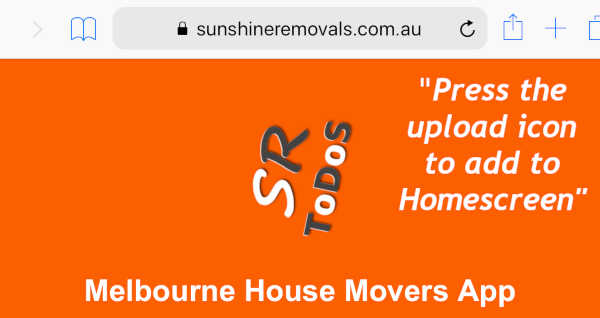 sunshineremovals.com.au
"Press the
upload icon
to add to
Homescreen"
SR
ToDos
Melbourne House Movers App